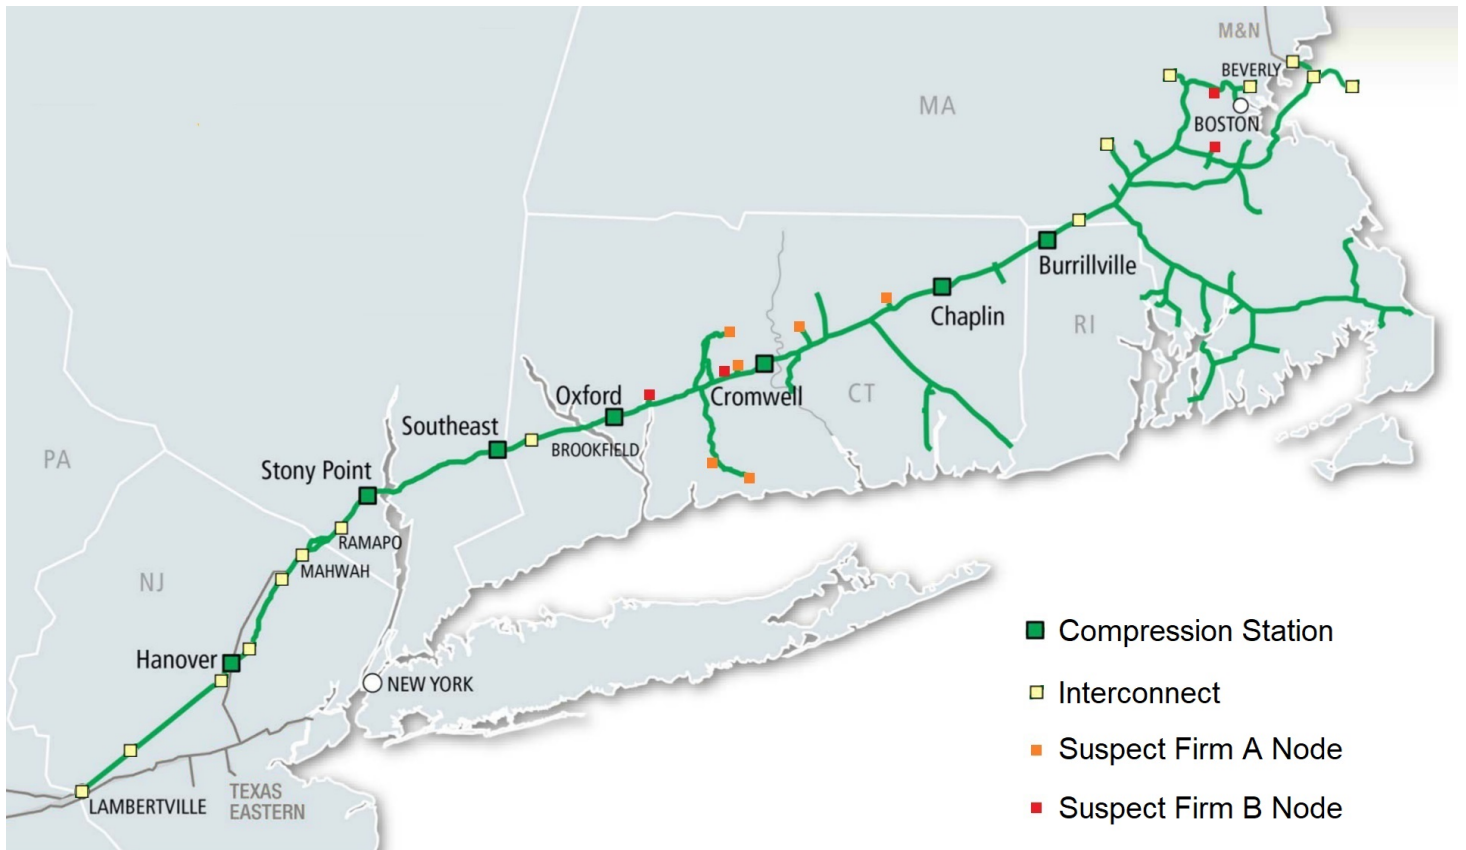 M&N
BEVERLY
MA
BOSTON
Burrillville
Chaplin
RI
Oxford
Cromwell
CT
Southeast
BROOKFIELD
PA
Stony Point
RAMAPO
MAHWAH
NJ
Hanover
NEW YORK
LAMBERTVILLE
TEXAS
EASTERN
Compression Station
Interconnect
Suspect Firm A Node
Suspect Firm B Node